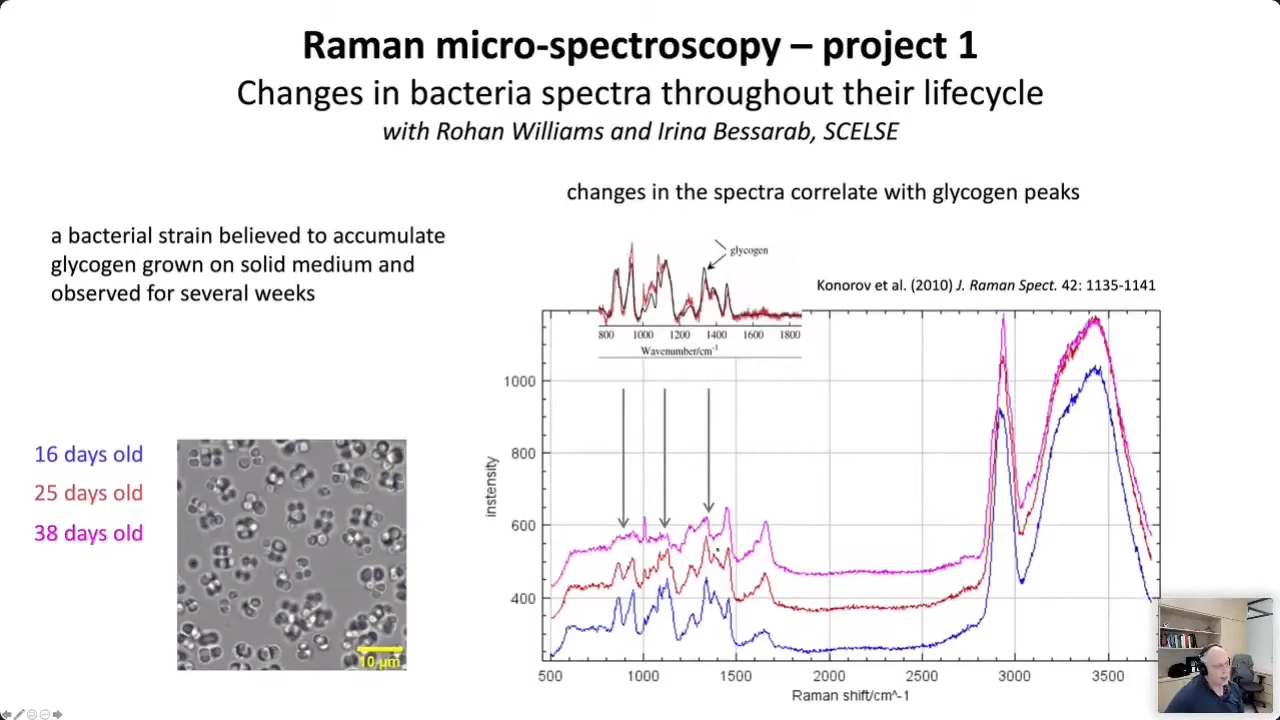 Raman micro-spectroscopy – project 1
Changes in bacteria spectra throughout their lifecycle
with Rohan Williams and Irina Bessarab, SCELSE
changes in the spectra correlate with glycogen peaks
a bacterial strain believed to accumulate
glycogen grown on solid medium and
observed for several weeks
glycogen
Konorov et al. (2010) J. Raman Spect. 42: 1135-1141
800 1000 1200 1400 1600 1800
Wavenumber/cm-1
16 days old
25 days old
38 days old
10 µm
1000
800
600
400
instensity
500 1000 1500 2000 2500 3000 3500
Raman shift/cm^-1